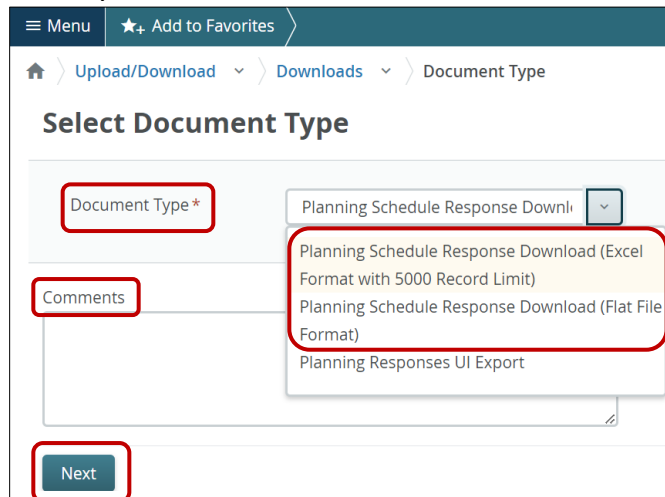 Menu Add to Favorites
Upload/Download Downloads Document Type
Select Document Type
Document Type* Planning Schedule Response Downl
Planning Schedule Response Download (Excel
Format with 5000 Record Limit)
Planning Schedule Response Download (Flat File
Format)
Planning Responses UI Export
Comments
Next